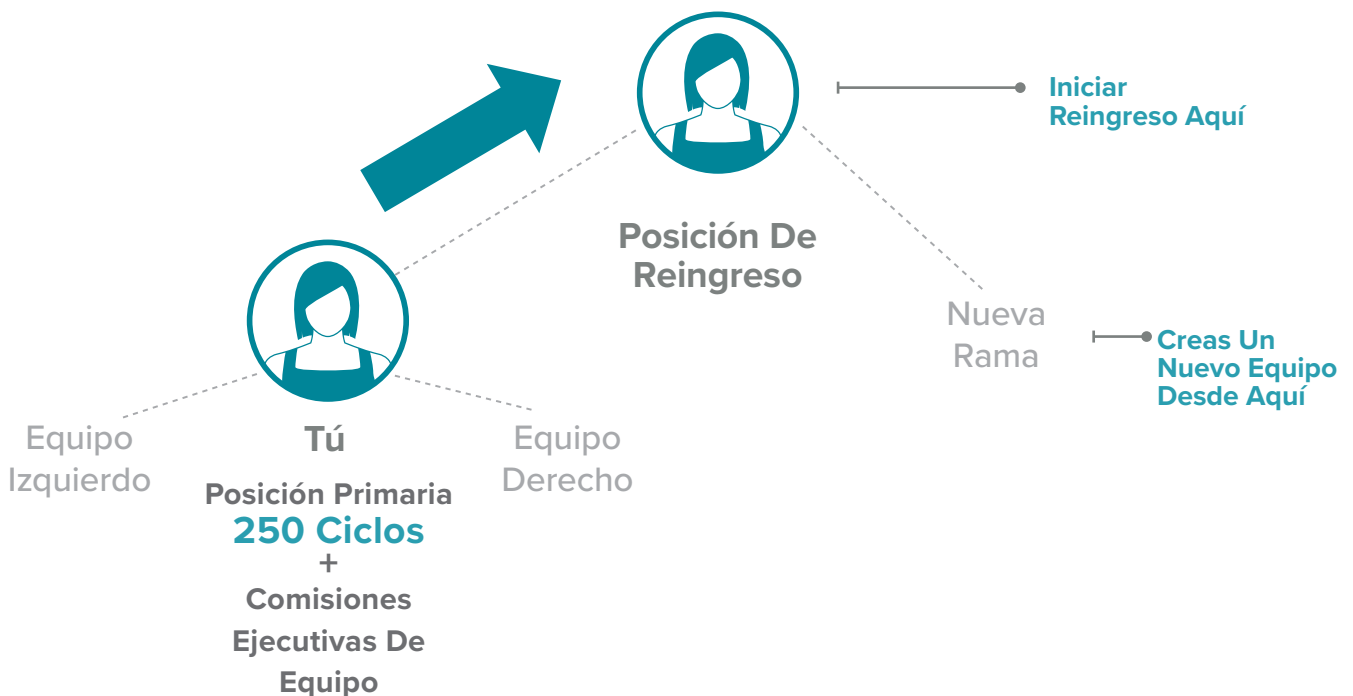 Iniciar
Reingreso Aquí
Posición De
Reingreso
Nueva
Rama
Creas Un
Nuevo Equipo
Desde Aquí
Equipo
Izquierdo
Tú
Equipo
Derecho
Posición Primaria
250 Ciclos
+
Comisiones
Ejecutivas De
Equipo